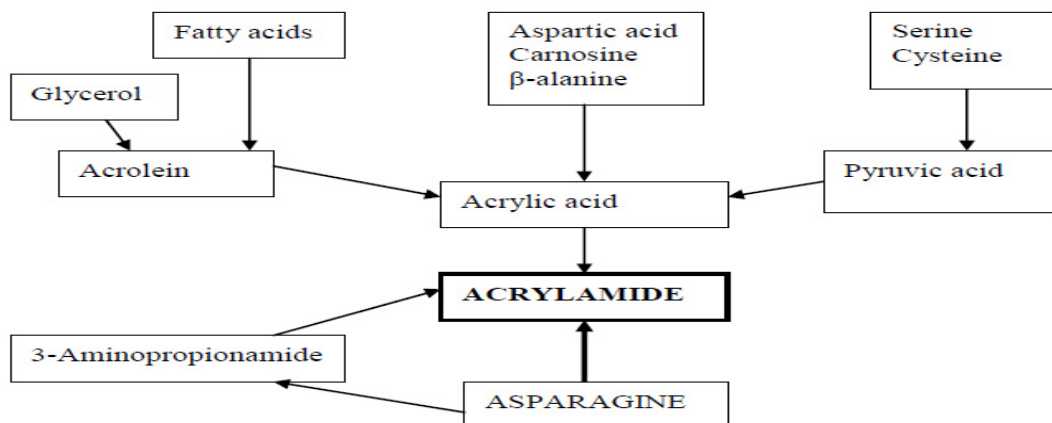 Fatty acids
Glycerol
Acrolein
Aspartic acid
Carnosine
β-alanine
Serine
Cysteine
Pyruvic acid
Acrylic acid
ACRYLAMIDE
3-Aminopropionamide
ASPARAGINE